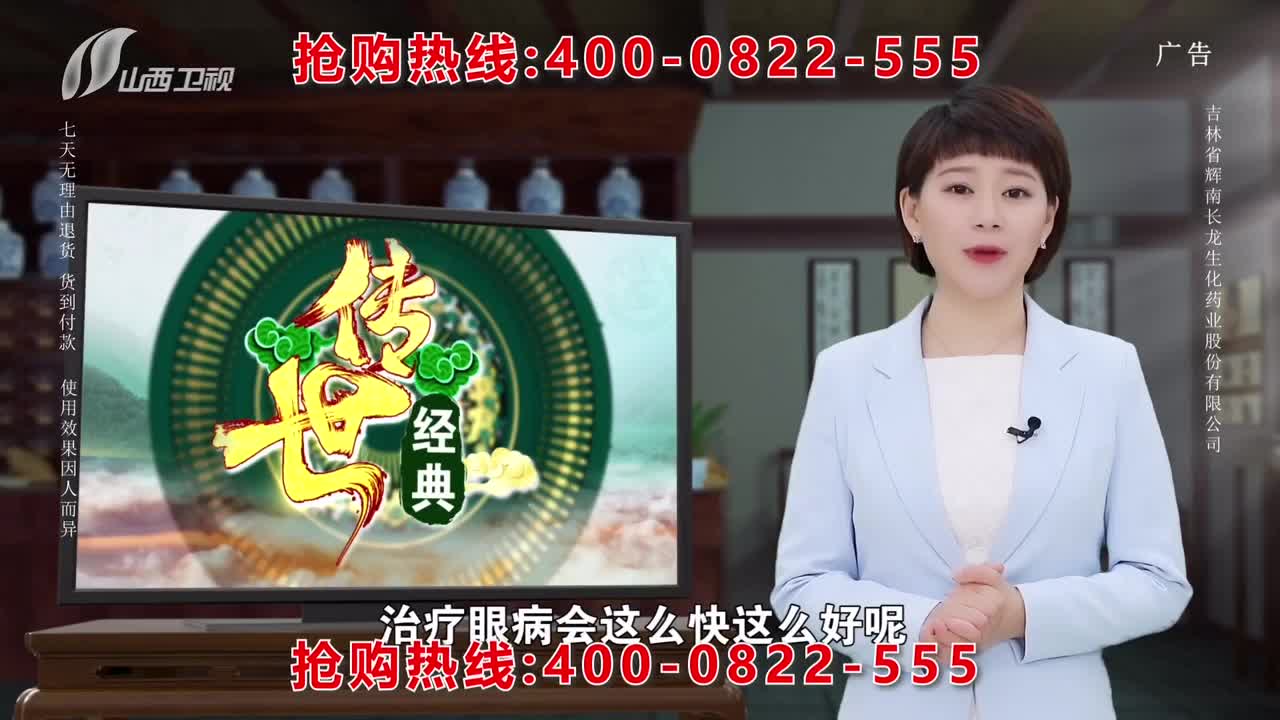 抢购热线:400-0822-555
山西卫视
广告
七天无理由退货 货到付款 使用效果因人而异
吉林省辉南长龙生化药业股份有限公司
传世
经典
治疗眼病会这么快这么好呢
抢购热线:400-0822-555